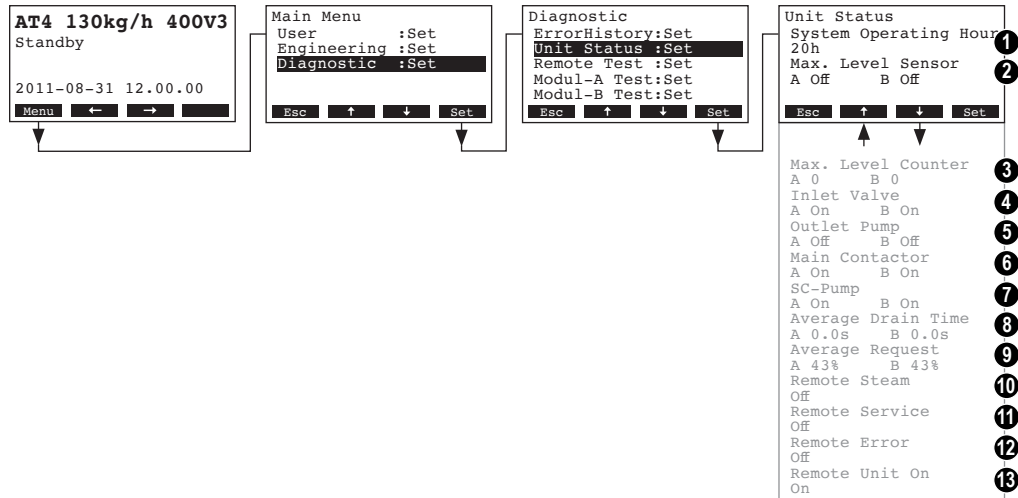 AT4 130kg/h 400V3
Standby
2011-08-31 12.00.00
Menu ← →
Main Menu
User :Set
Engineering :Set
Diagnostic :Set
Esc ↑ ↓ Set
Diagnostic
ErrorHistory:Set
Unit Status :Set
Remote Test :Set
Modul-A Test:Set
Modul-B Test:Set
Esc ↑ ↓ Set
Unit Status
System Operating Hour
20h
1
Max. Level Sensor
A Off B Off
2
Esc ↑ ↓ Set
Max. Level Counter
A 0 B 0
3
Inlet Valve
A On B On
4
Outlet Pump
A Off B Off
5
Main Contactor
A On B On
6
SC-Pump
A On B On
7
Average Drain Time
A 0.0s B 0.0s
8
Average Request
A 43% B 43%
9
Remote Steam
Off
10
Remote Service
Off
11
Remote Error
Off
12
Remote Unit On
On
13